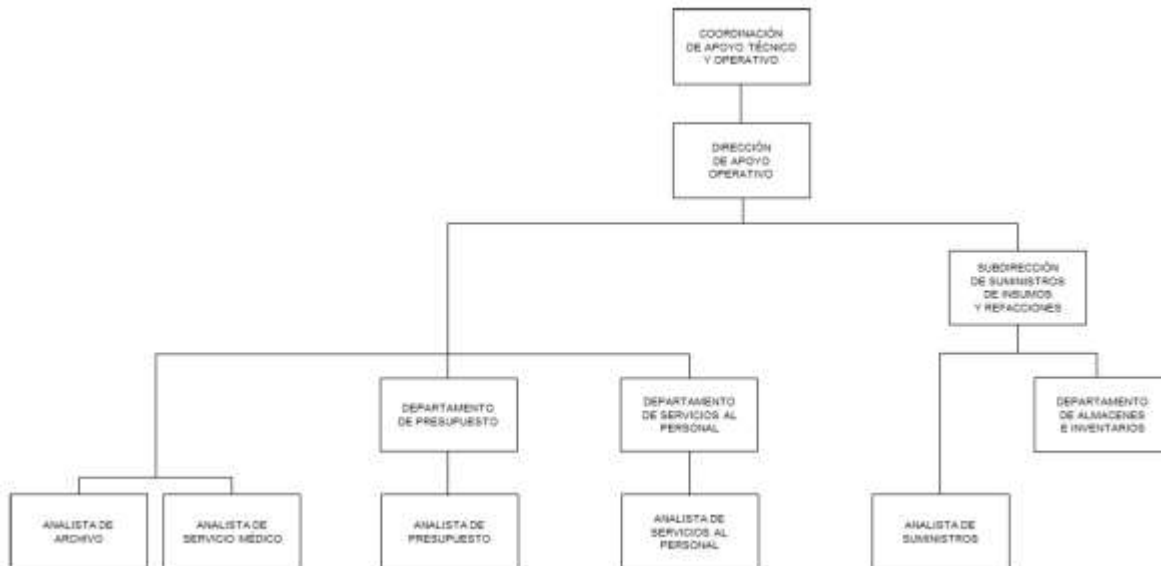 COORDINACIÓN
DE APOYO TÉCNICO
Y OPERATIVO
DIRECCIÓN
DE APOYO
OPERATIVO
SUBDIRECCIÓN
DE SUMINISTROS
DE INSUMOS
Y REFACCIONES
DEPARTAMENTO
DE PRESUPUESTO
DEPARTAMENTO
DE SERVICIOS AL
PERSONAL
DEPARTAMENTO
DE ALMACENES
E INVENTARIOS
ANALISTA DE
ARCHIVO
ANALISTA DE
SERVICIO MÉDICO
ANALISTA DE
PRESUPUESTO
ANALISTA DE
SERVICIOS AL
PERSONAL
ANALISTA DE
SUMINISTROS